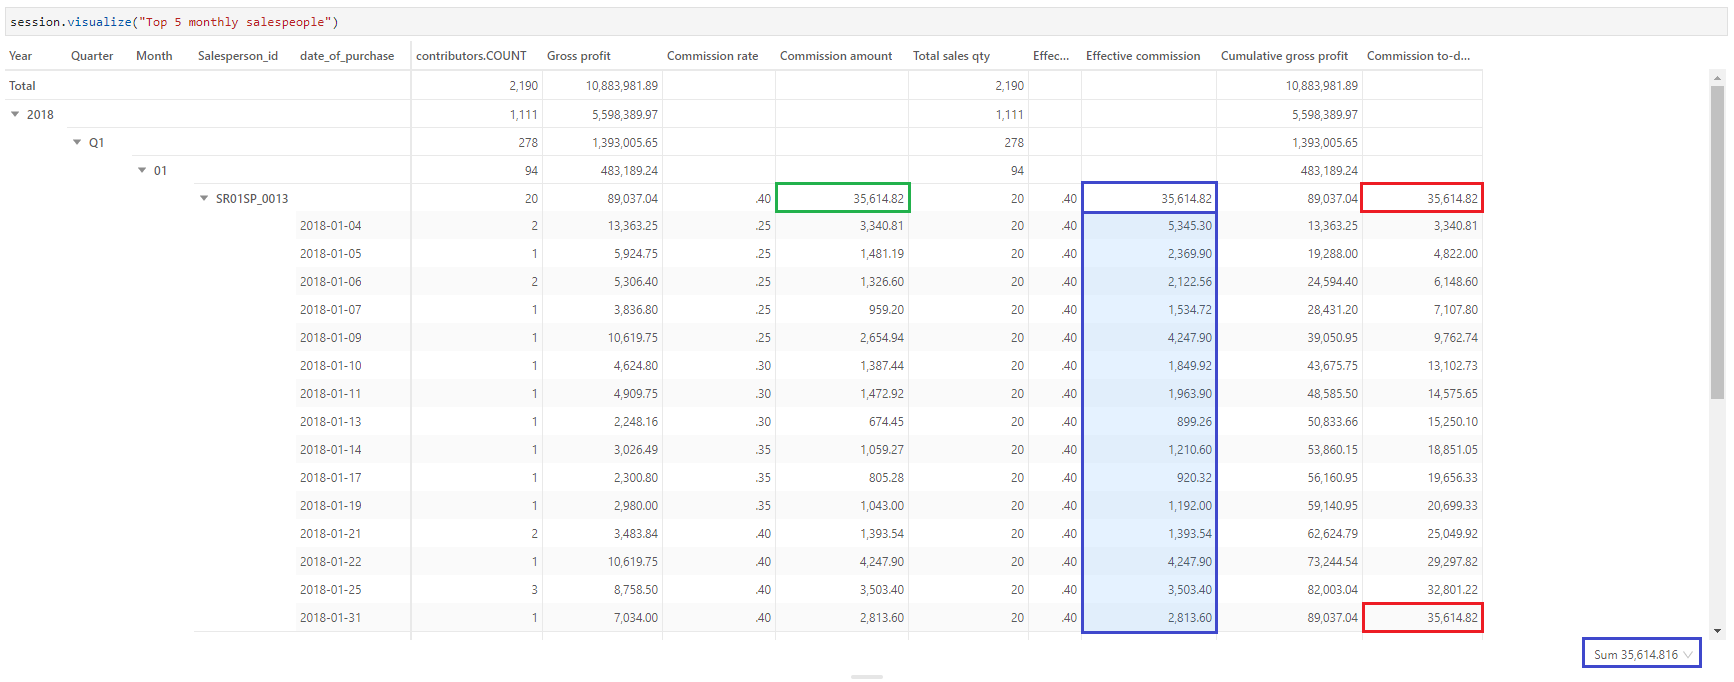 session.visualize("Top 5 monthly salespeople")
Year Quarter Month Salesperson_id date_of_purchase contributors.COUNT Gross profit Commission rate Commission amount Total sales qty Effec... Effective commission Cumulative gross profit Commission to-d...
Total 2,190 10,883,981.89 2,190 10,883,981.89
2018 1,111 5,598,389.97 1,111 5,598,389.97
Q1 278 1,393,005.65 278 1,393,005.65
01 94 483,189.24 94 483,189.24
SR01SP_0013 20 89,037.04 .40 35,614.82 20 .40 35,614.82 89,037.04 35,614.82
2018-01-04 2 13,363.25 .25 3,340.81 20 .40 5,345.30 13,363.25 3,340.81
2018-01-05 1 5,924.75 .25 1,481.19 20 .40 2,369.90 19,288.00 4,822.00
2018-01-06 2 5,306.40 .25 1,326.60 20 .40 2,122.56 24,594.40 6,148.60
2018-01-07 1 3,836.80 .25 959.20 20 .40 1,534.72 28,431.20 7,107.80
2018-01-09 1 10,619.75 .25 2,654.94 20 .40 4,247.90 39,050.95 9,762.74
2018-01-10 1 4,624.80 .30 1,387.44 20 .40 1,849.92 43,675.75 13,102.73
2018-01-11 1 4,909.75 .30 1,472.92 20 .40 1,963.90 48,585.50 14,575.65
2018-01-13 1 2,248.16 .30 674.45 20 .40 899.26 50,833.66 15,250.10
2018-01-14 1 3,026.49 .35 1,059.27 20 .40 1,210.60 53,860.15 18,851.05
2018-01-17 1 2,300.80 .35 805.28 20 .40 920.32 56,160.95 19,656.33
2018-01-19 1 2,980.00 .35 1,043.00 20 .40 1,192.00 59,140.95 20,699.33
2018-01-21 2 3,483.84 .40 1,393.54 20 .40 1,393.54 62,624.79 25,049.92
2018-01-22 1 10,619.75 .40 4,247.90 20 .40 4,247.90 73,244.54 29,297.82
2018-01-25 3 8,758.50 .40 3,503.40 20 .40 3,503.40 82,003.04 32,801.22
2018-01-31 1 7,034.00 .40 2,813.60 20 .40 2,813.60 89,037.04 35,614.82
Sum 35,614.816